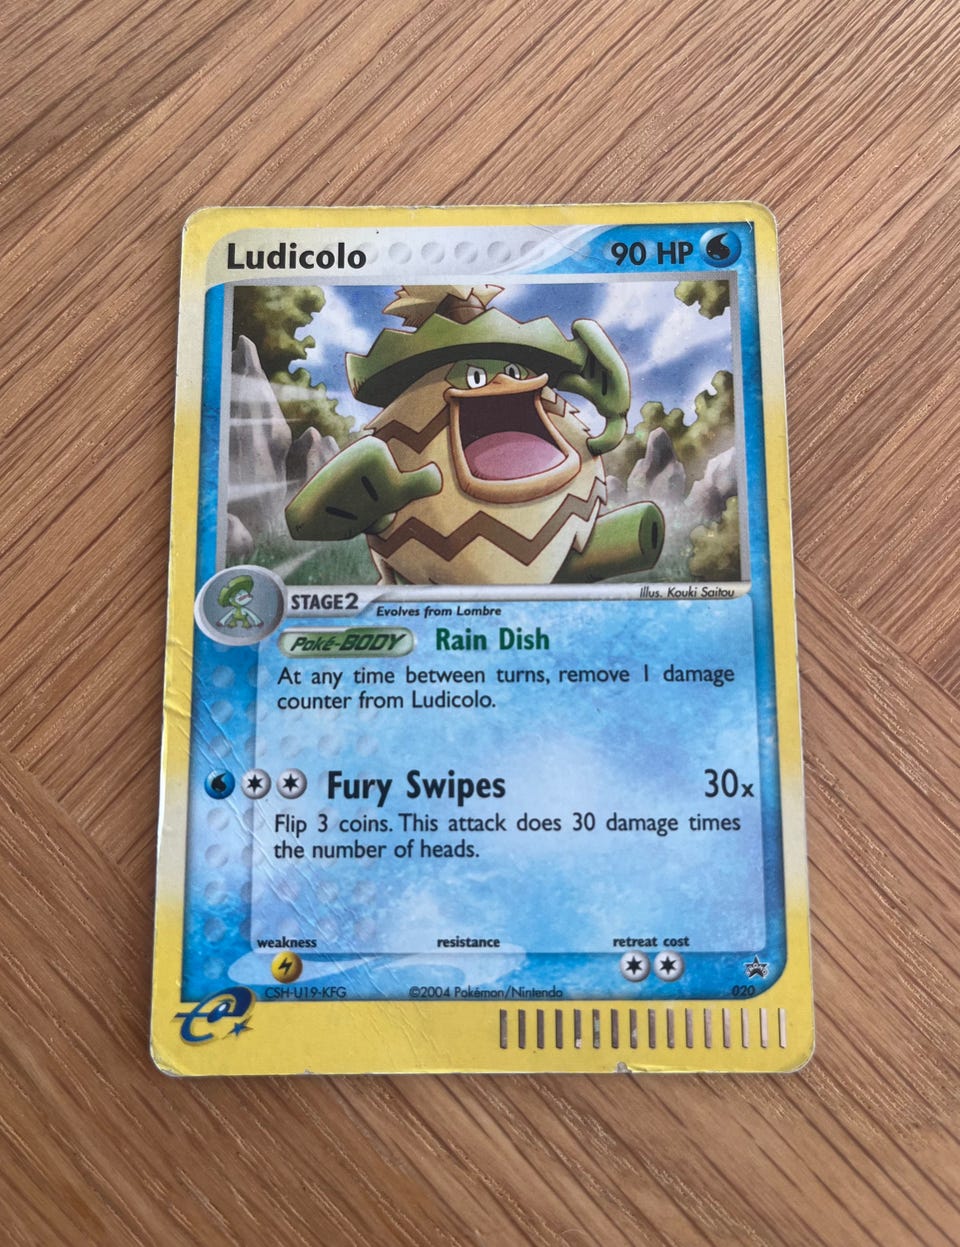 Ludicolo 90 HP
illus. Kouki Saitou
STAGE2 Evolves from Lombre
Poké-BODY Rain Dish
At any time between turns, remove 1 damage
counter from Ludicolo.
Fury Swipes 30x
Flip 3 coins. This attack does 30 damage times
the number of heads.
weakness resistance retreat cost
CSH-U19-KFG ©2004 Pokémon/Nintendo 020
e